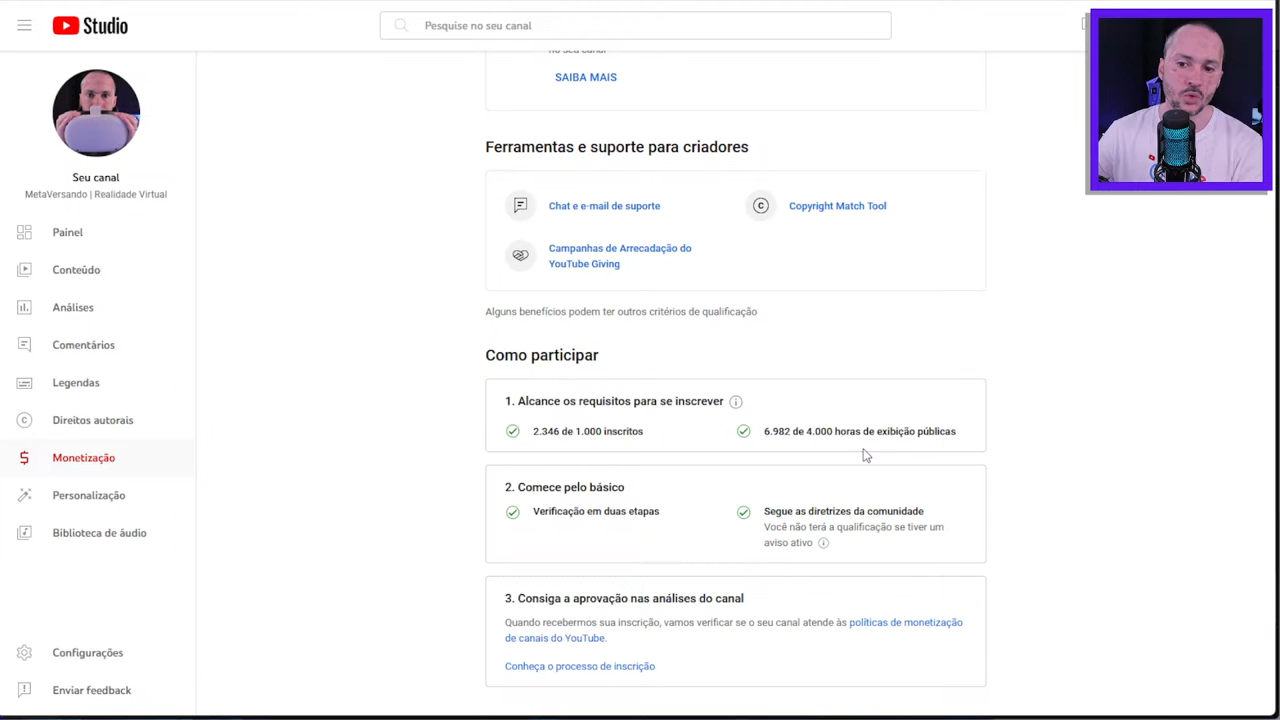 Studio
Pesquise no seu canal
no seu canal
SAIBA MAIS
Seu canal
MetaVersando | Realidade Virtual
Painel
Conteúdo
Análises
Comentários
Legendas
Direitos autorais
Monetização
Personalização
Biblioteca de áudio
Configurações
Enviar feedback
Ferramentas e suporte para criadores
Chat e e-mail de suporte
Copyright Match Tool
Campanhas de Arrecadação do
YouTube Giving
Alguns benefícios podem ter outros critérios de qualificação
Como participar
1. Alcance os requisitos para se inscrever
2.346 de 1.000 inscritos
6.982 de 4.000 horas de exibição públicas
2. Comece pelo básico
Verificação em duas etapas
Segue as diretrizes da comunidade
Você não terá a qualificação se tiver um
aviso ativo
3. Consiga a aprovação nas análises do canal
Quando recebermos sua inscrição, vamos verificar se o seu canal atende às políticas de monetização
de canais do YouTube.
Conheça o processo de inscrição